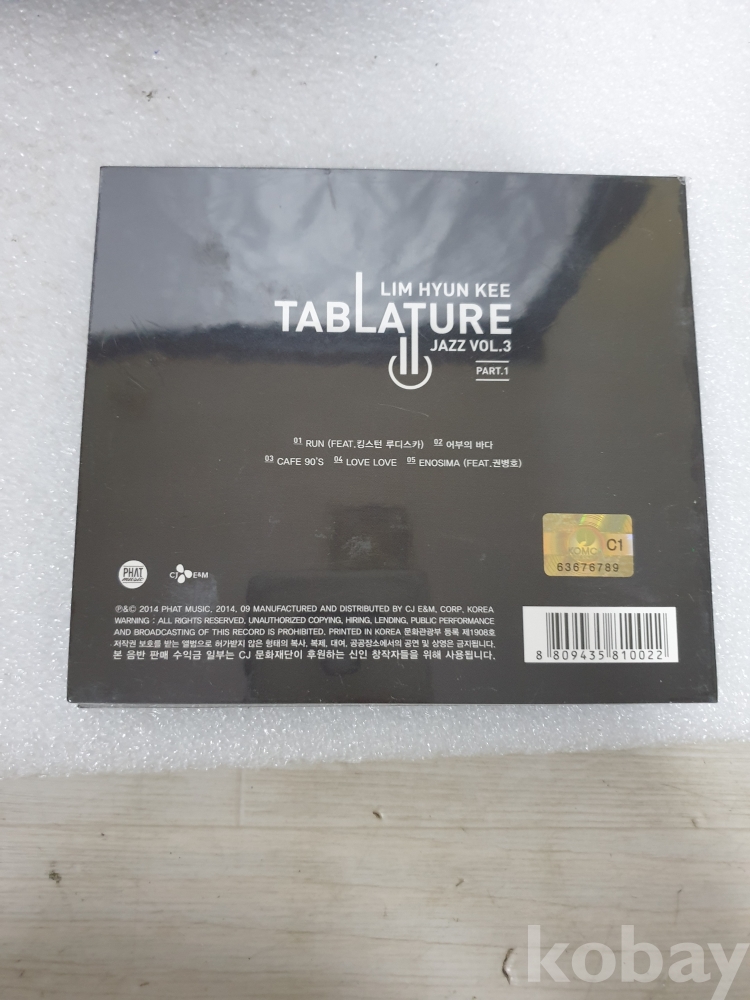 LIM HYUN KEE
TABLATURE
JAZZ VOL.3
PART.1
01 RUN (FEAT.킹스턴 루디스카) 02 어부의 바다
03 CAFE 90'S 04 LOVE LOVE 05 ENOSIMA (FEAT.권병호)
KOMCA C1
63676789
PHAT music
CJ E&M
℗&© 2014 PHAT MUSIC, 2014. 09 MANUFACTURED AND DISTRIBUTED BY CJ E&M, CORP, KOREA
WARNING : ALL RIGHTS RESERVED, UNAUTHORIZED COPYING, HIRING, LENDING, PUBLIC PERFORMANCE
AND BROADCASTING OF THIS RECORD IS PROHIBITED. PRINTED IN KOREA 문화관광부 등록 제1908호
저작권 보호를 받는 앨범으로 허가받지 않은 형태의 복사, 복제, 대여, 공공장소에서의 공연 및 상영은 금지됩니다.
본 음반 판매 수익금 일부는 CJ 문화재단이 후원하는 신인 창작자들을 위해 사용됩니다.
8 809435 810022
kobay